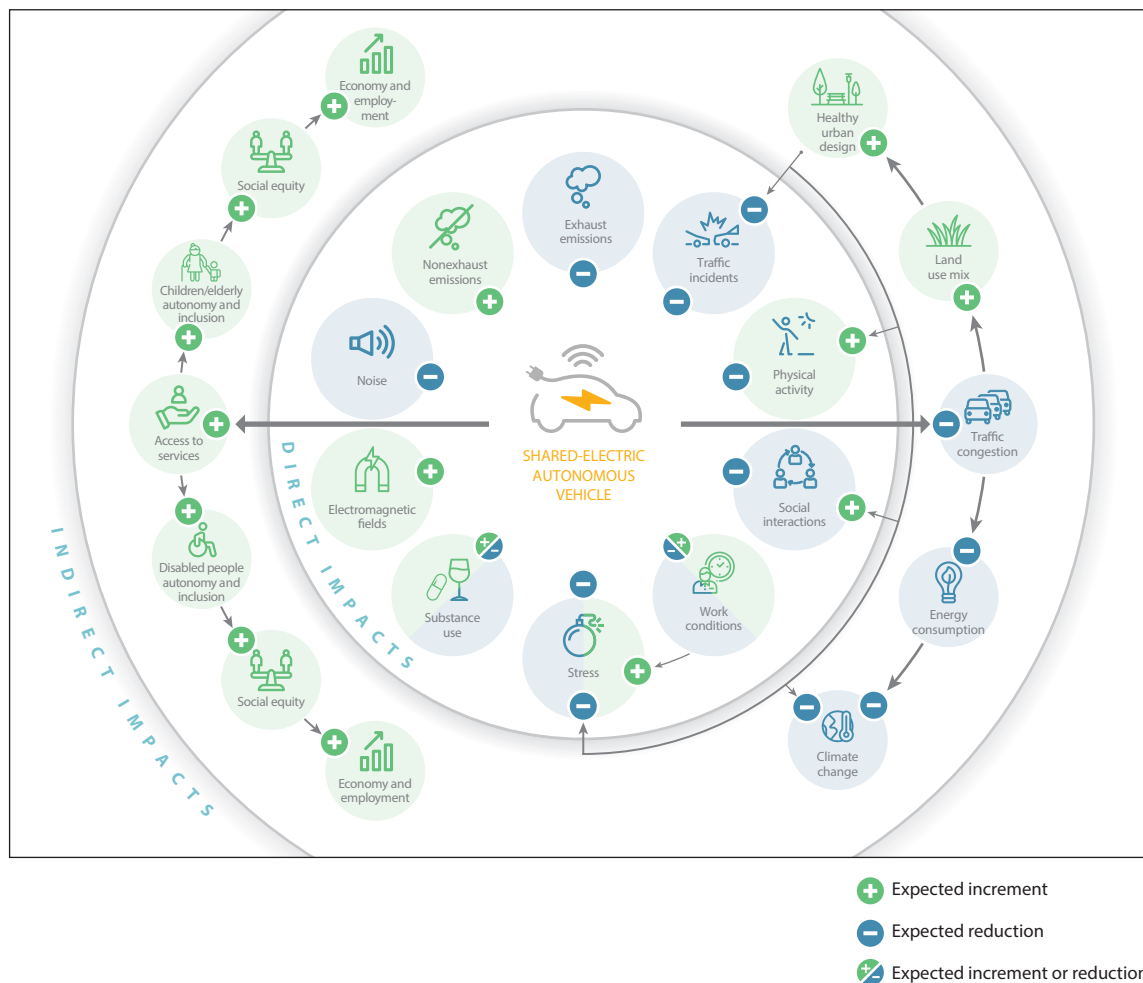 Economy and
employ-
ment
Social equity
Children/elderly
autonomy and
inclusion
Access to
services
Disabled people
autonomy and
inclusion
Social equity
Economy and
employment
INDIRECT IMPACTS
DIRECT IMPACTS
Exhaust
emissions
Nonexhaust
emissions
Noise
Electromagnetic
fields
Substance
use
Stress
Work
conditions
Social
interactions
Physical
activity
Traffic
incidents
SHARED-ELECTRIC
AUTONOMOUS
VEHICLE
Healthy
urban
design
Land
use mix
Traffic
congestion
Energy
consumption
Climate
change
Expected increment
Expected reduction
Expected increment or reduction